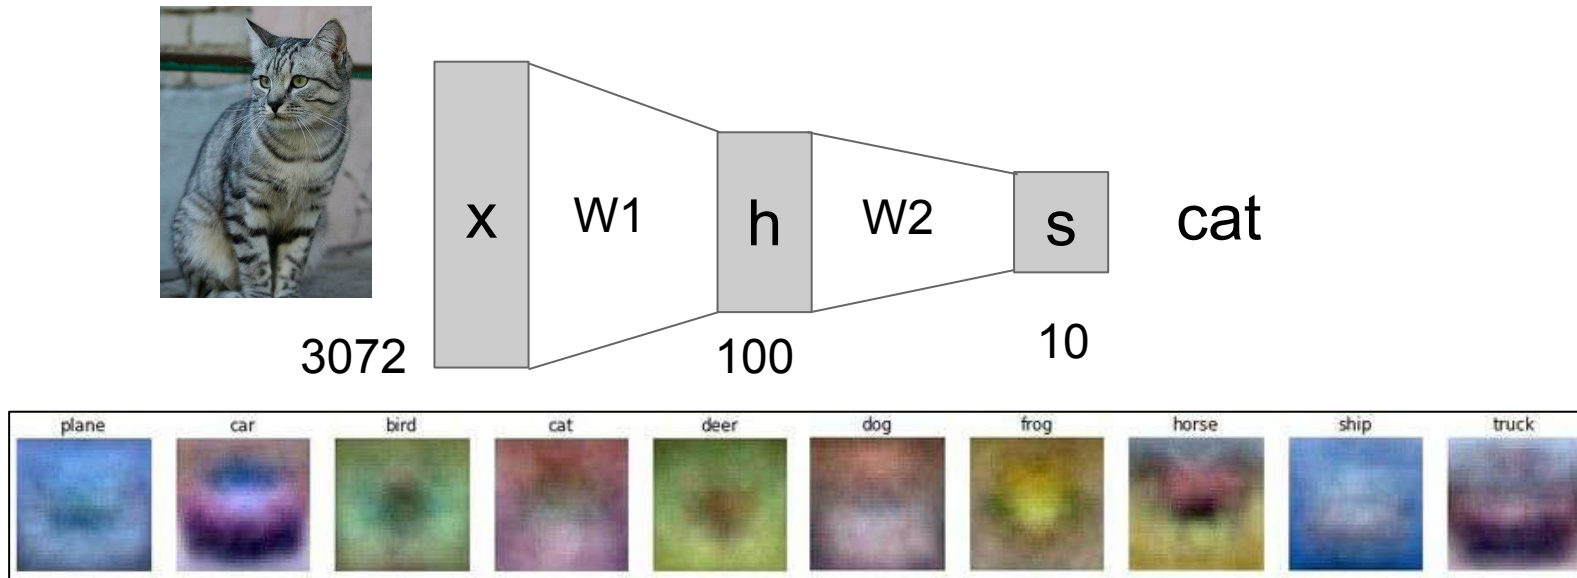 x W1 h W2 s cat
3072 100 10
plane car bird cat deer dog frog horse ship truck